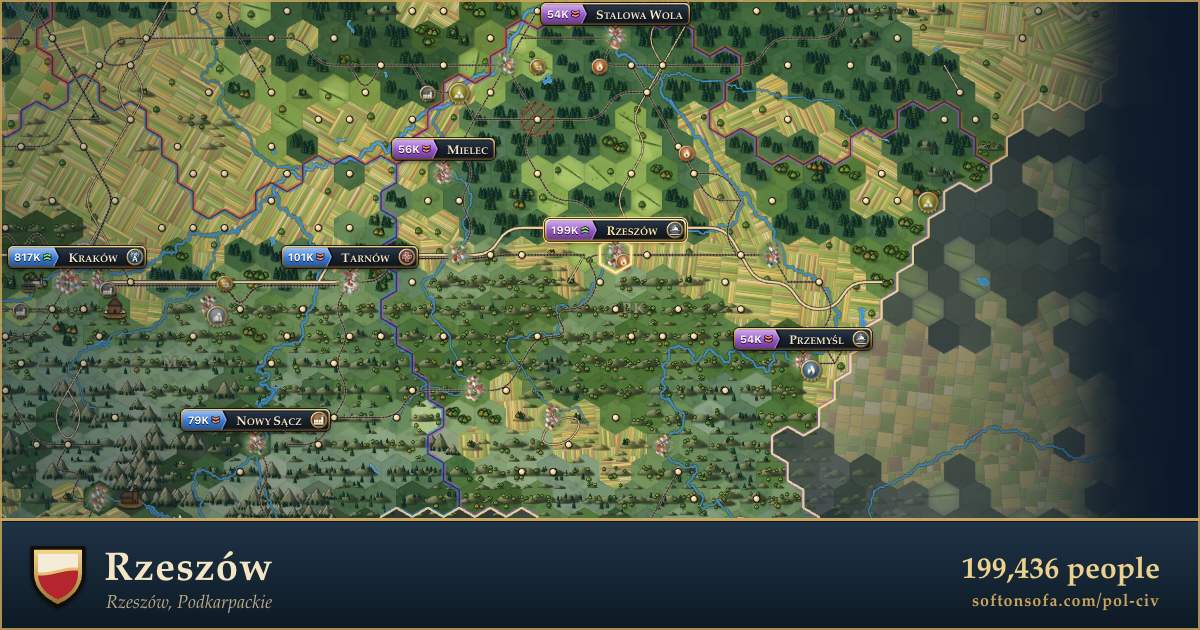 54K STALOWA WOLA
56K MIELEC
199K RZESZÓW
817K KRAKÓW
101K TARNÓW
54K PRZEMYŚL
79K NOWY SĄCZ
Rzeszów
Rzeszów, Podkarpackie
199,436 people
softonsofa.com/pol-civ